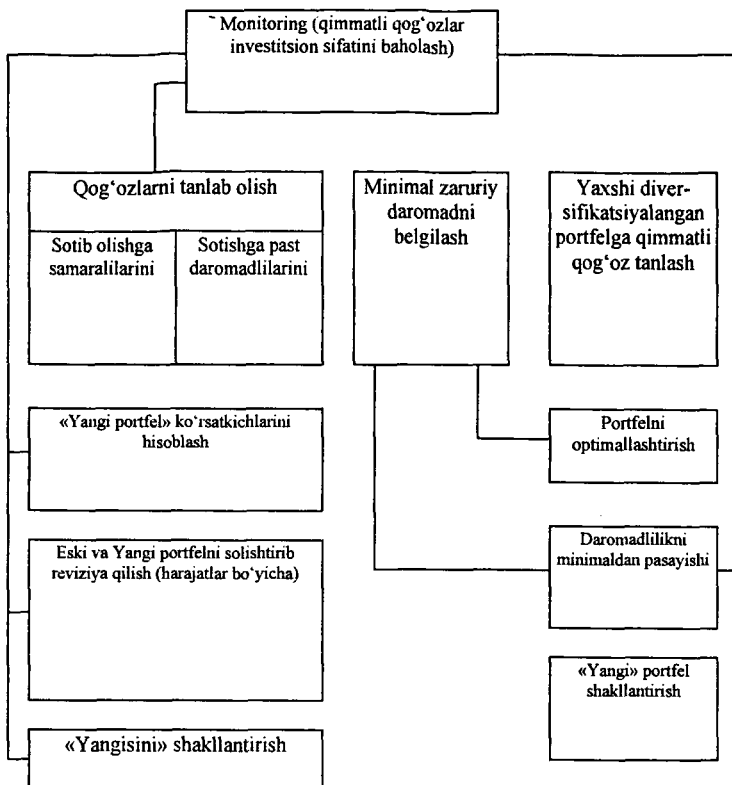 Monitoring (qimmatli qog‘ozlar
investitsion sifatini baholash)
Qog‘ozlarni tanlab olish
Sotib olishga
samaralilarini
Sotishga past
daromadlilarini
Minimal zaruriy
daromadni
belgilash
Yaxshi diver-
sifikatsiyalangan
portfelga qimmatli
qog‘oz tanlash
«Yangi portfel» ko‘rsatkichlarini
hisoblash
Portfelni
optimallashtirish
Eski va Yangi portfelni solishtirib
reviziya qilish (harajatlar bo‘yicha)
Daromadlilikni
minimaldan pasayishi
«Yangi» portfel
shakllantirish
«Yangisini» shakllantirish